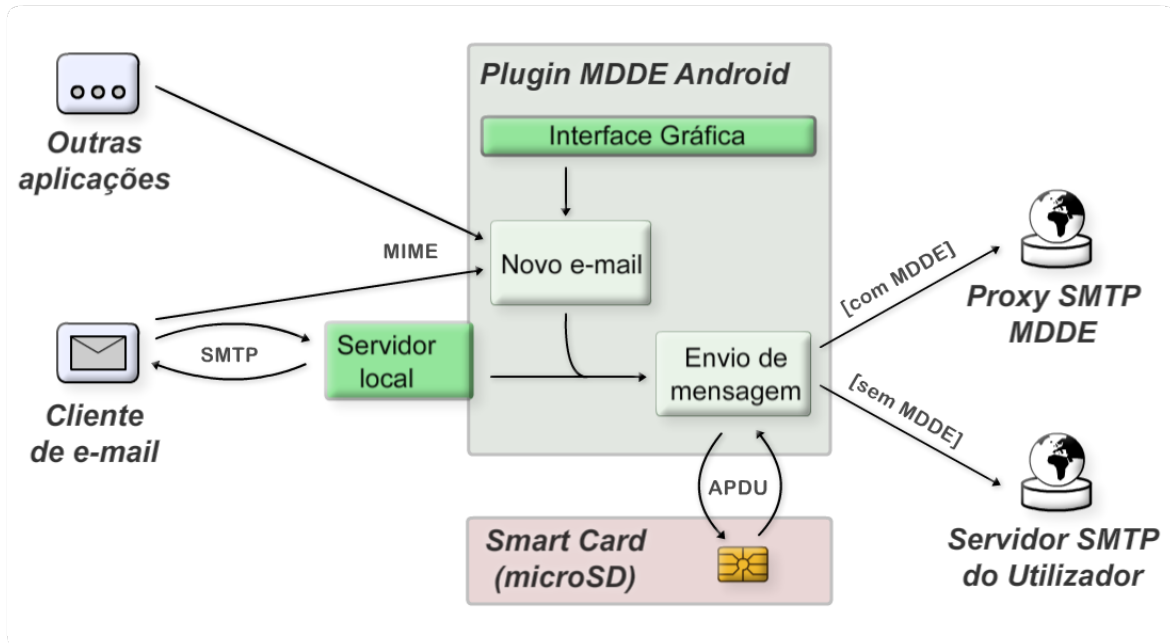 Plugin MDDE Android
Interface Gráfica
Outras
aplicações
MIME
Novo e-mail
[com MDDE]
Proxy SMTP
MDDE
SMTP
Servidor
local
Envio de
mensagem
[sem MDDE]
Cliente
de e-mail
APDU
Smart Card
(microSD)
Servidor SMTP
do Utilizador